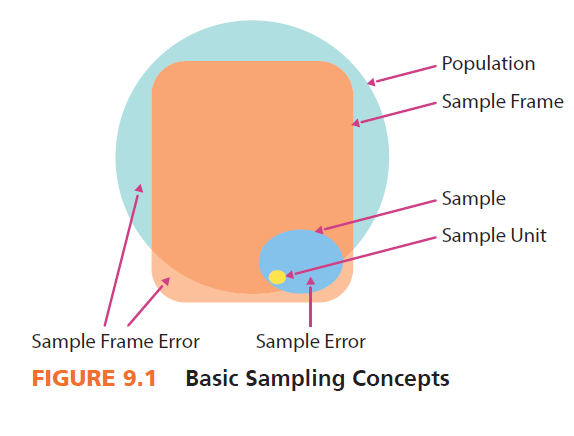 Population
Sample Frame
Sample
Sample Unit
Sample Frame Error
Sample Error
FIGURE 9.1 Basic Sampling Concepts